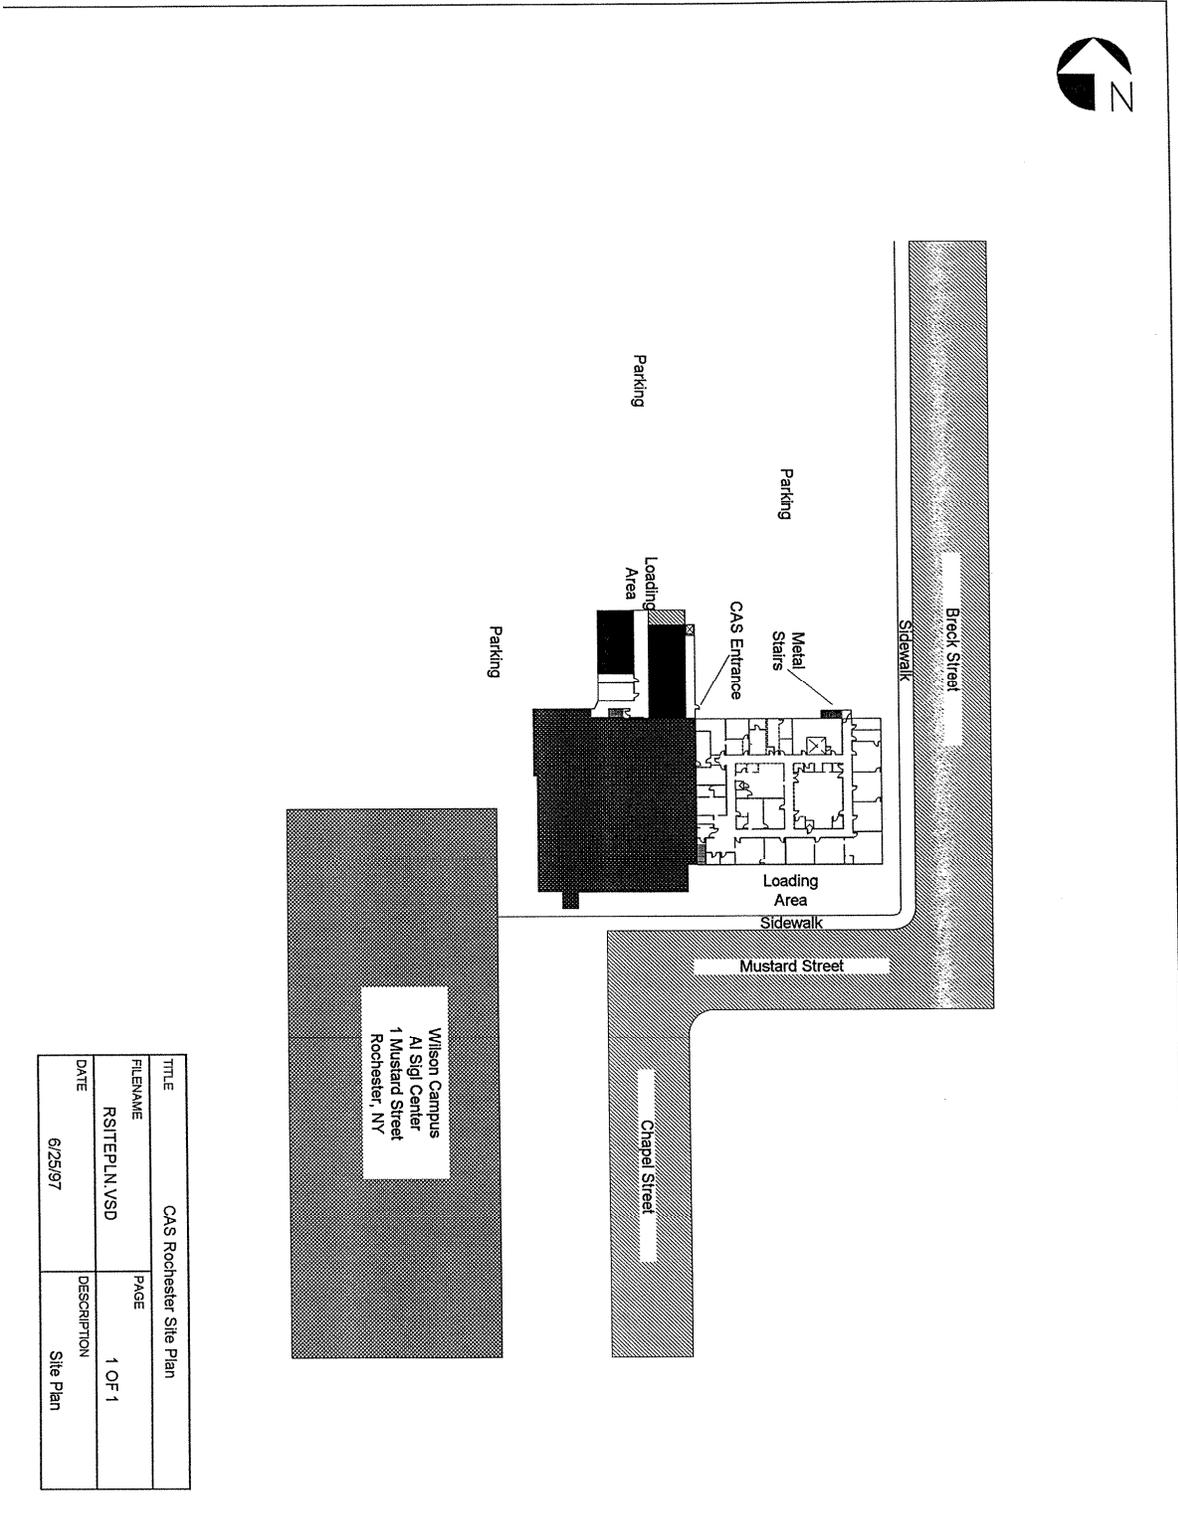 N
Breck Street
Sidewalk
Parking
Parking
Parking
Loading
Area
CAS Entrance
Metal
Stairs
Loading
Area
Sidewalk
Mustard Street
Chapel Street
Wilson Campus
Al Sigl Center
1 Mustard Street
Rochester, NY
TITLE
CAS Rochester Site Plan
FILENAME
RSITEPLN.VSD
PAGE
1 OF 1
DATE
6/25/97
DESCRIPTION
Site Plan